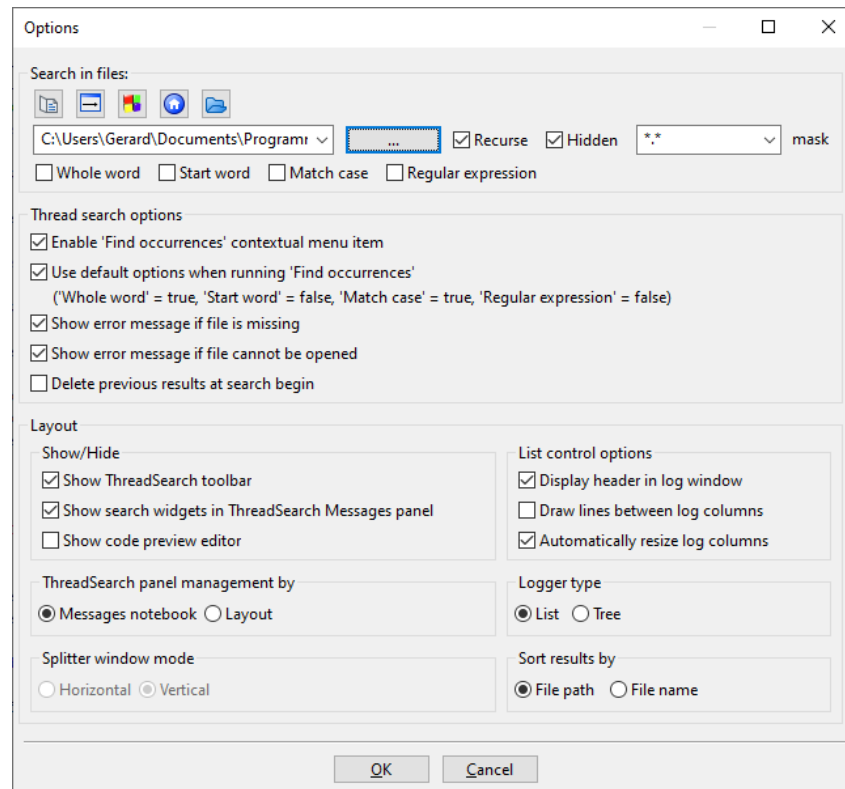 Options
Search in files:
C:\Users\Gerard\Documents\Programr ... Recurse Hidden *.* mask
Whole word Start word Match case Regular expression
Thread search options
Enable 'Find occurrences' contextual menu item
Use default options when running 'Find occurrences'
('Whole word' = true, 'Start word' = false, 'Match case' = true, 'Regular expression' = false)
Show error message if file is missing
Show error message if file cannot be opened
Delete previous results at search begin
Layout
Show/Hide
Show ThreadSearch toolbar
Show search widgets in ThreadSearch Messages panel
Show code preview editor
List control options
Display header in log window
Draw lines between log columns
Automatically resize log columns
ThreadSearch panel management by
Messages notebook Layout
Logger type
List Tree
Splitter window mode
Horizontal Vertical
Sort results by
File path File name
OK Cancel